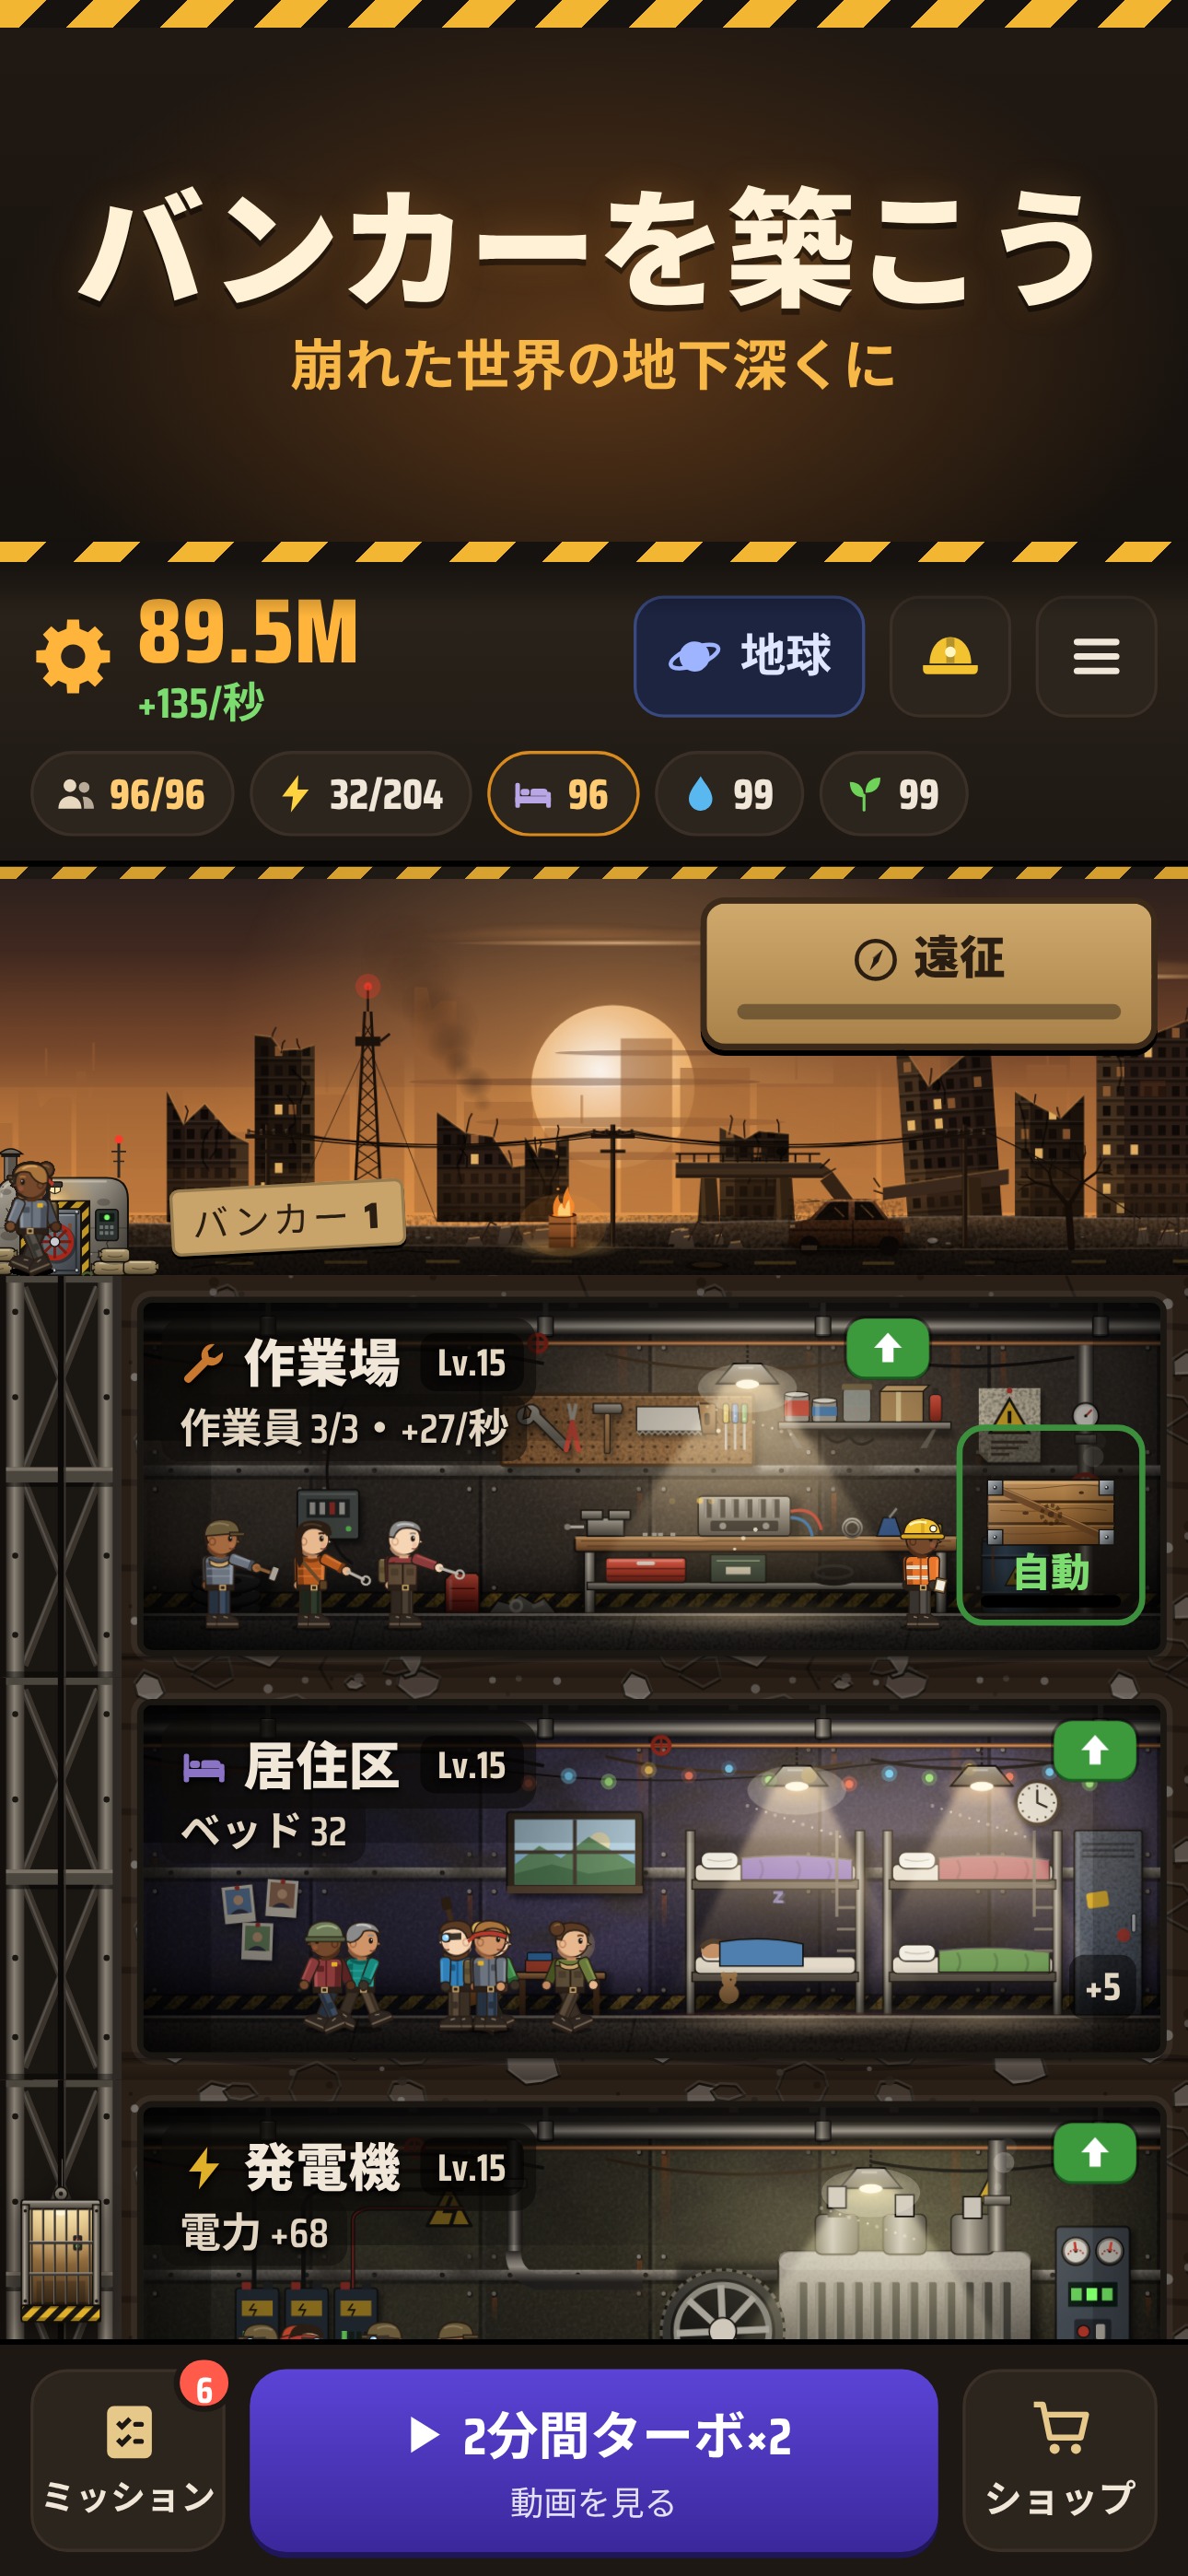 バンカーを築こう
崩れた世界の地下深くに
89.5M
+135/秒
地球
96/96
32/204
96
99
99
遠征
バンカー 1
作業場 Lv.15
作業員 3/3・+27/秒
自動
居住区 Lv.15
ベッド 32
Z
+5
発電機 Lv.15
電力 +68
6
ミッション
2分間ターボ×2
動画を見る
ショップ